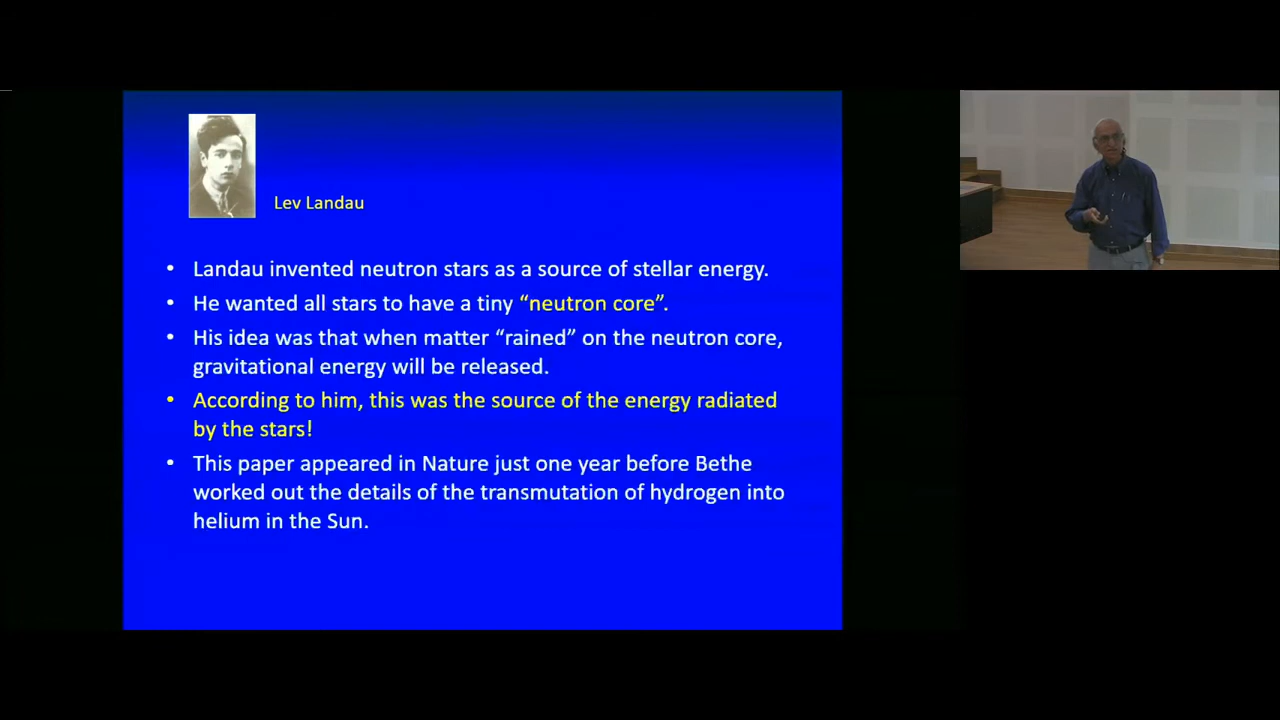 Lev Landau
• Landau invented neutron stars as a source of stellar energy.
• He wanted all stars to have a tiny “neutron core”.
• His idea was that when matter “rained” on the neutron core,
gravitational energy will be released.
• According to him, this was the source of the energy radiated
by the stars!
• This paper appeared in Nature just one year before Bethe
worked out the details of the transmutation of hydrogen into
helium in the Sun.